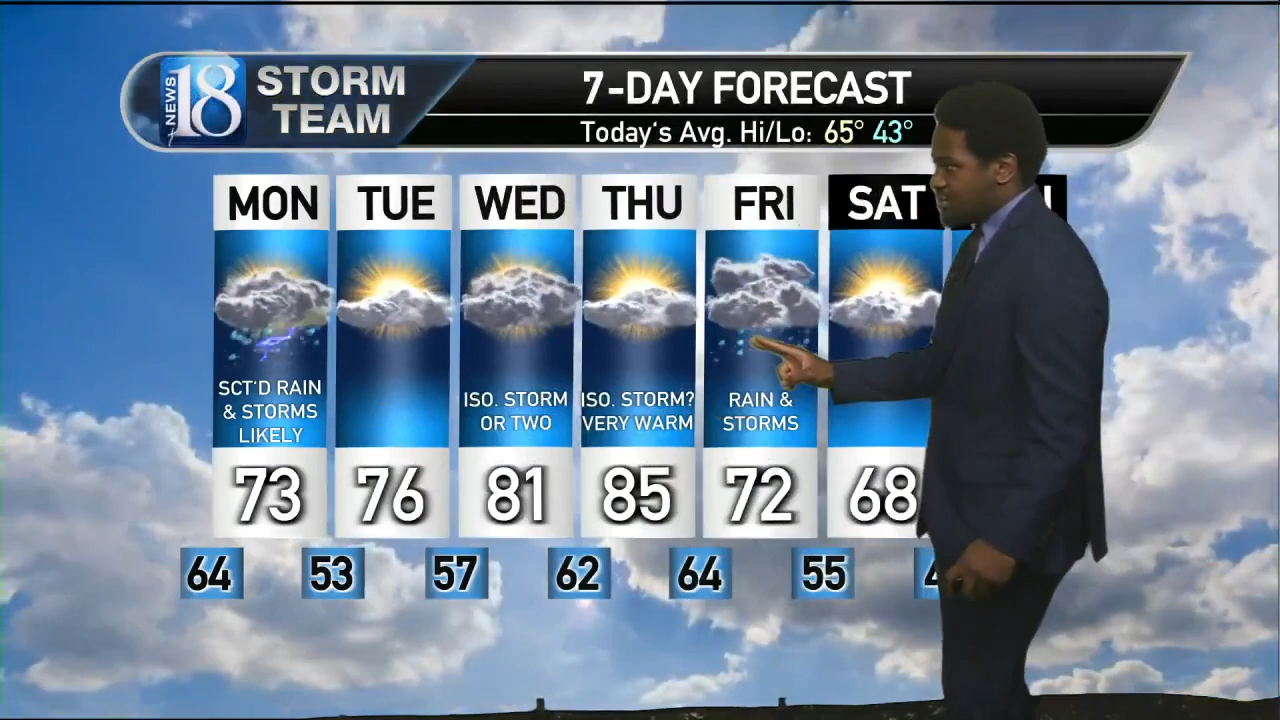 NEWS 18
STORM
TEAM
7-DAY FORECAST
Today's Avg. Hi/Lo: 65° 43°
MON TUE WED THU FRI SAT
SCT'D RAIN
& STORMS
LIKELY
ISO. STORM
OR TWO
ISO. STORM?
VERY WARM
RAIN &
STORMS
73 76 81 85 72 68
64 53 57 62 64 55